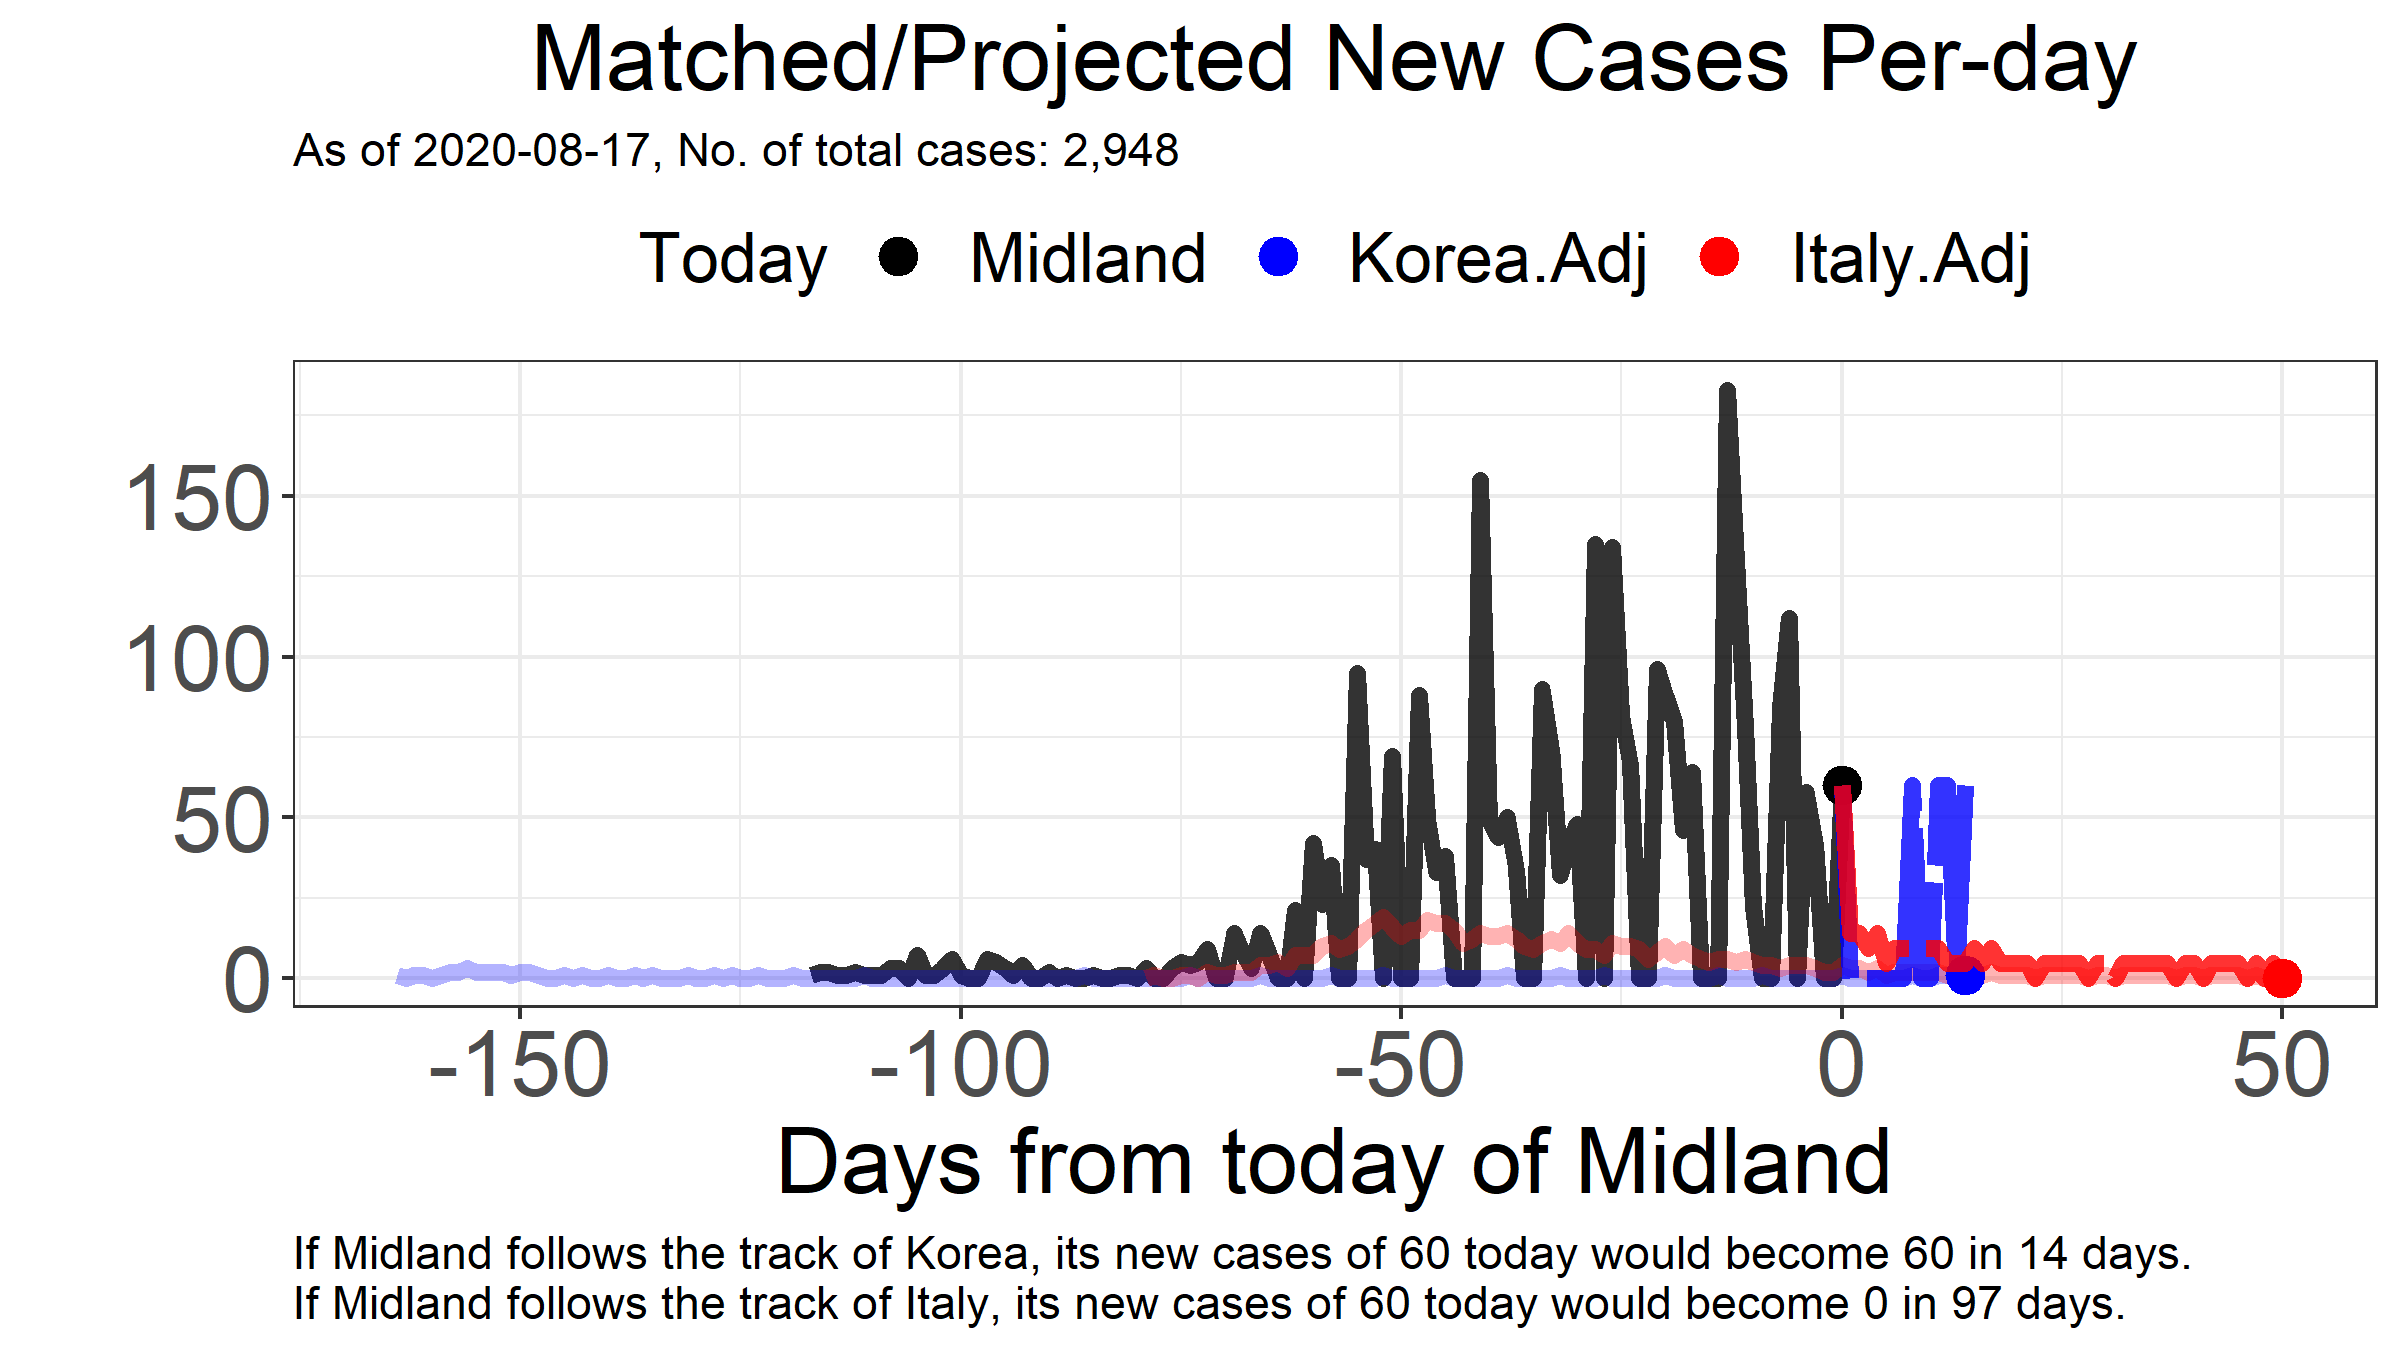 Matched/Projected New Cases Per-day
As of 2020-08-17, No. of total cases: 2,948
Today Midland Korea.Adj Italy.Adj
150
100
50
0
-150 -100 -50 0 50
Days from today of Midland
If Midland follows the track of Korea, its new cases of 60 today would become 60 in 14 days.
If Midland follows the track of Italy, its new cases of 60 today would become 0 in 97 days.